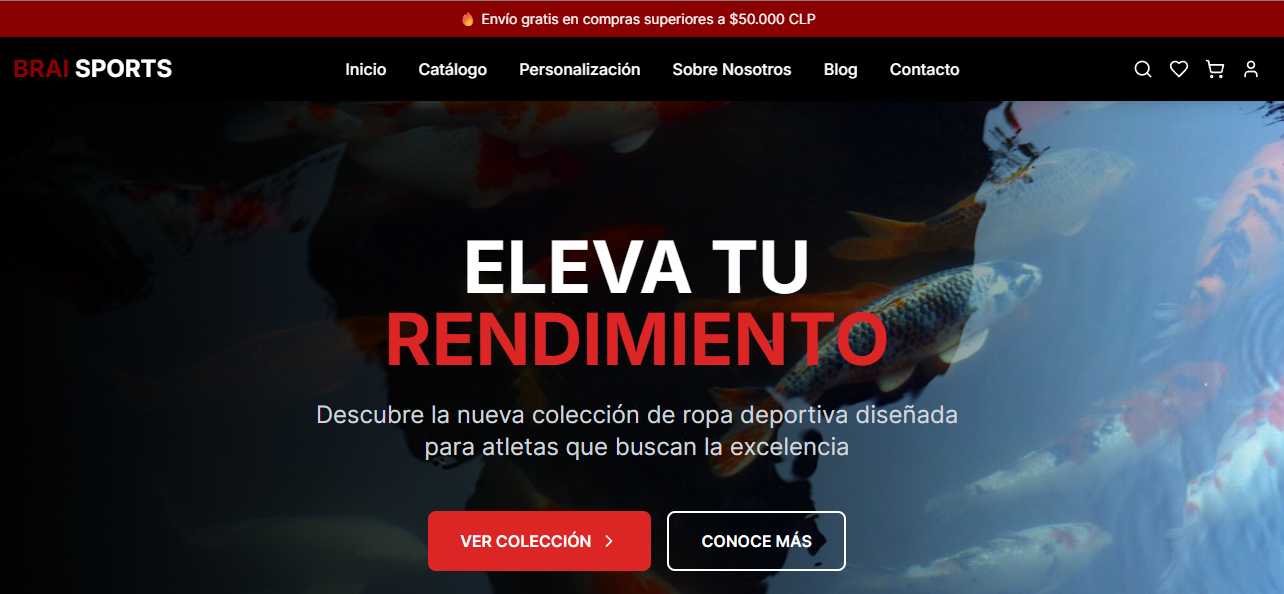 🔥 Envío gratis en compras superiores a $50.000 CLP
BRAI SPORTS
Inicio Catálogo Personalización Sobre Nosotros Blog Contacto
ELEVA TU
RENDIMIENTO
Descubre la nueva colección de ropa deportiva diseñada
para atletas que buscan la excelencia
VER COLECCIÓN
CONOCE MÁS